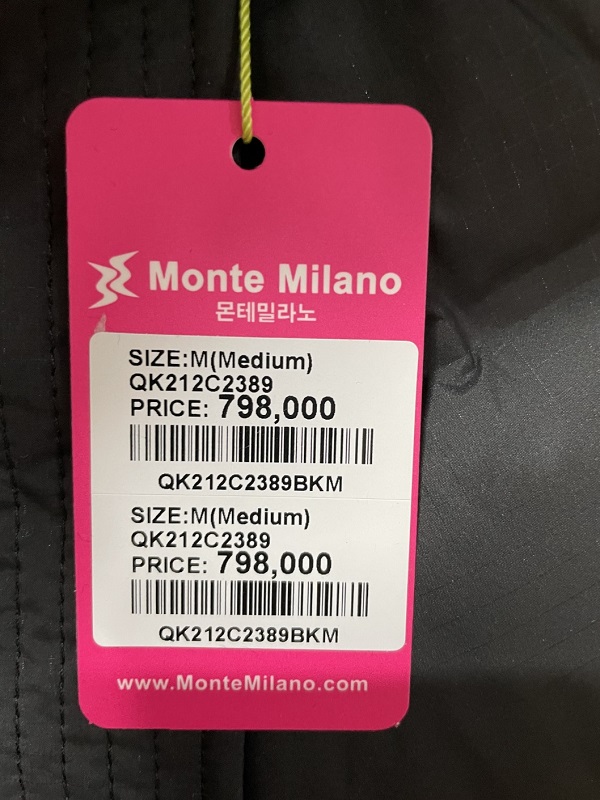 Monte Milano
몬테밀라노
SIZE:M(Medium)
QK212C2389
PRICE: 798,000
QK212C2389BKM
SIZE:M(Medium)
QK212C2389
PRICE: 798,000
QK212C2389BKM
www.MonteMilano.com